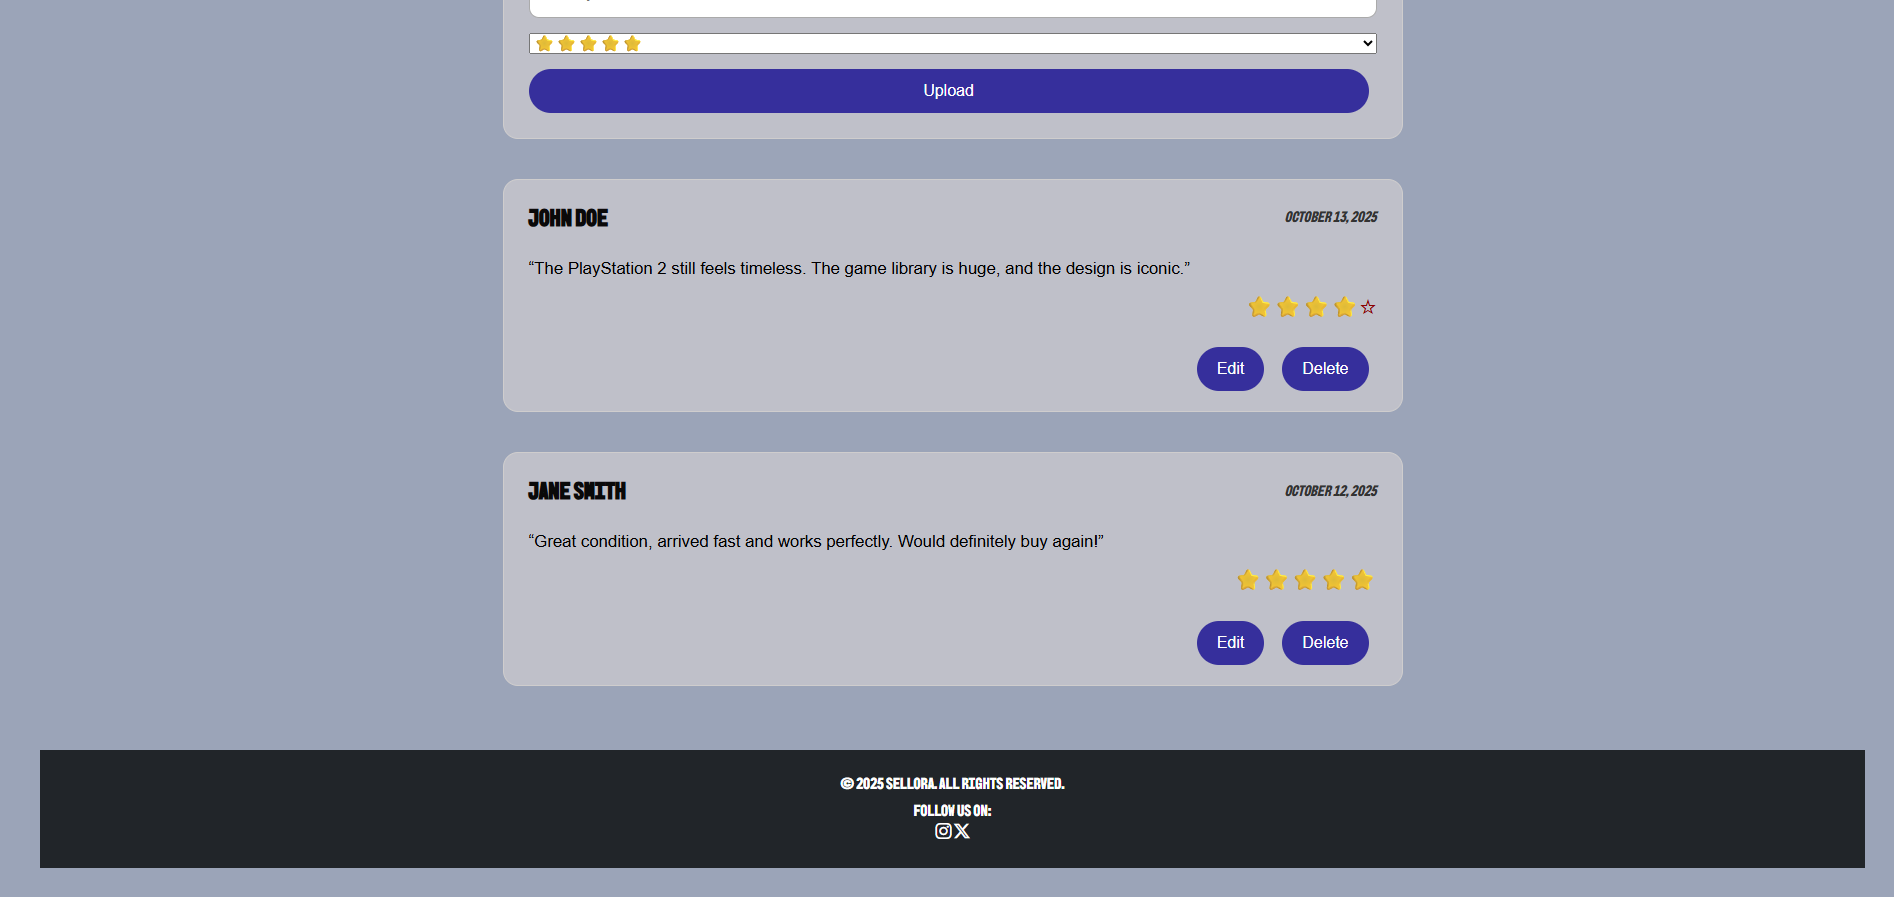 ⭐⭐⭐⭐⭐
Upload
JOHN DOE
OCTOBER 13, 2025
“The PlayStation 2 still feels timeless. The game library is huge, and the design is iconic.”
⭐⭐⭐⭐☆
Edit
Delete
JANE SMITH
OCTOBER 12, 2025
“Great condition, arrived fast and works perfectly. Would definitely buy again!”
⭐⭐⭐⭐⭐
Edit
Delete
© 2025 SELLORA. ALL RIGHTS RESERVED.
FOLLOW US ON: